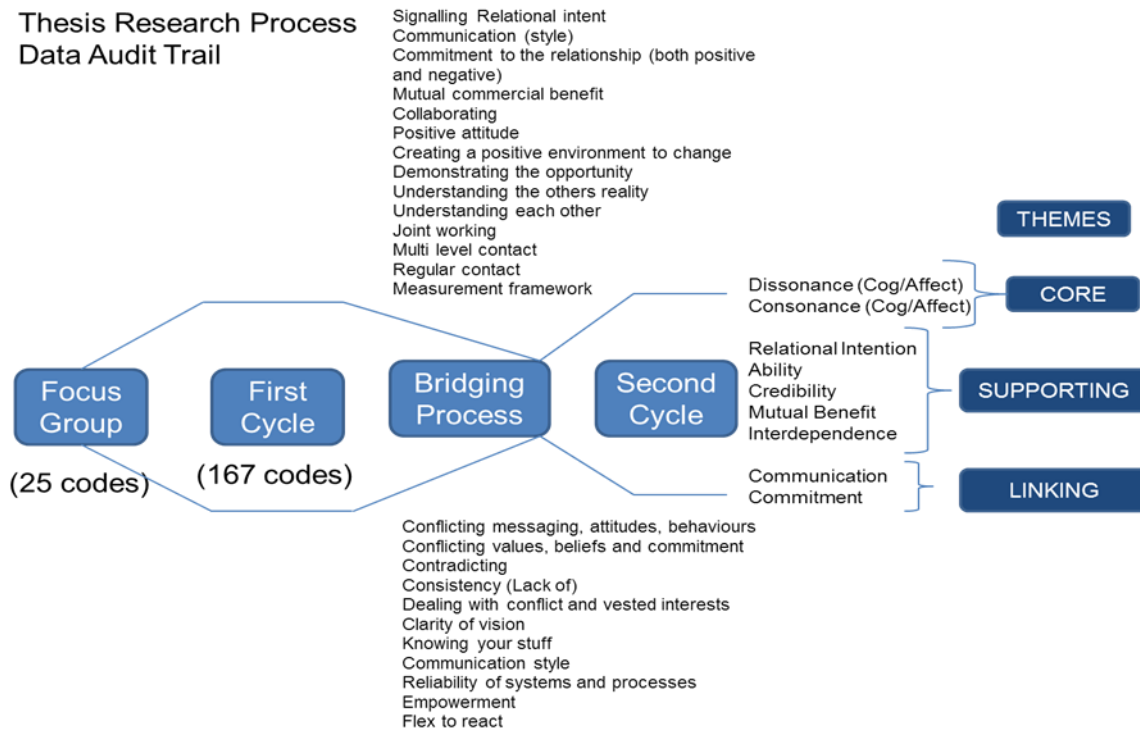 Thesis Research Process
Data Audit Trail
Signalling Relational intent
Communication (style)
Commitment to the relationship (both positive
and negative)
Mutual commercial benefit
Collaborating
Positive attitude
Creating a positive environment to change
Demonstrating the opportunity
Understanding the others reality
Understanding each other
Joint working
Multi level contact
Regular contact
Measurement framework
Focus
Group
(25 codes)
First
Cycle
(167 codes)
Bridging
Process
Second
Cycle
Conflicting messaging, attitudes, behaviours
Conflicting values, beliefs and commitment
Contradicting
Consistency (Lack of)
Dealing with conflict and vested interests
Clarity of vision
Knowing your stuff
Communication style
Reliability of systems and processes
Empowerment
Flex to react
THEMES
Dissonance (Cog/Affect)
Consonance (Cog/Affect)
CORE
Relational Intention
Ability
Credibility
Mutual Benefit
Interdependence
SUPPORTING
Communication
Commitment
LINKING